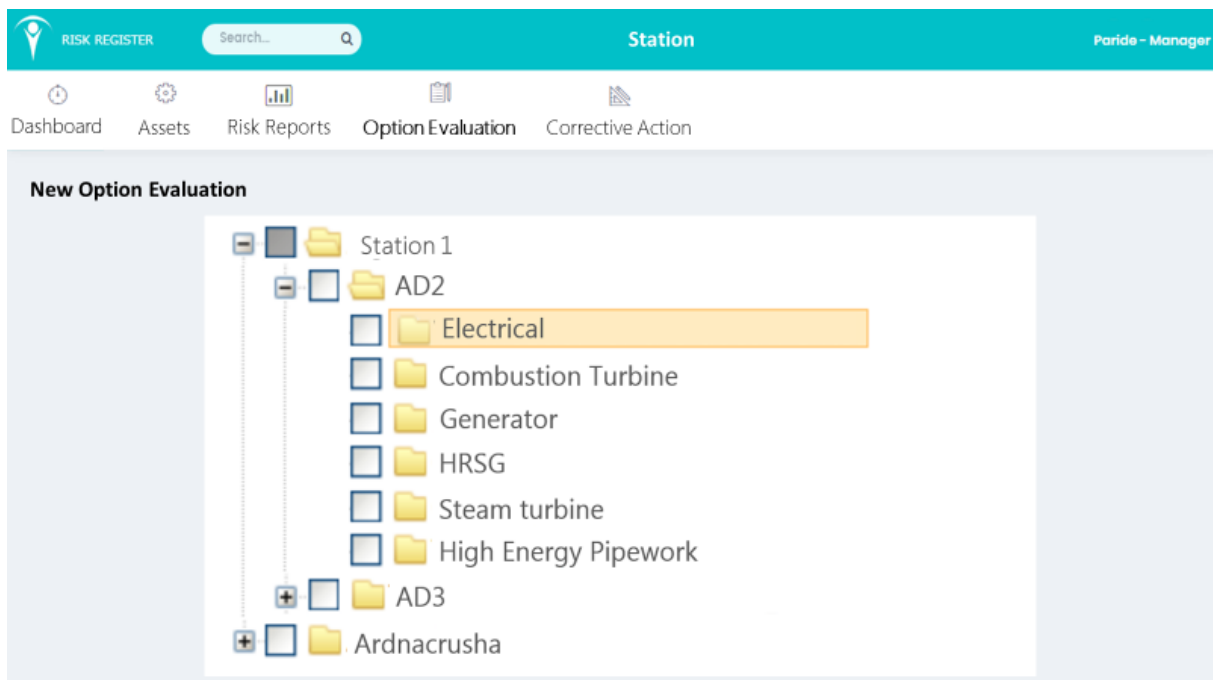 RISK REGISTER Search... Station Paride - Manager
Dashboard Assets Risk Reports Option Evaluation Corrective Action
New Option Evaluation
Station 1
AD2
Electrical
Combustion Turbine
Generator
HRSG
Steam turbine
High Energy Pipework
AD3
Ardnacrusha